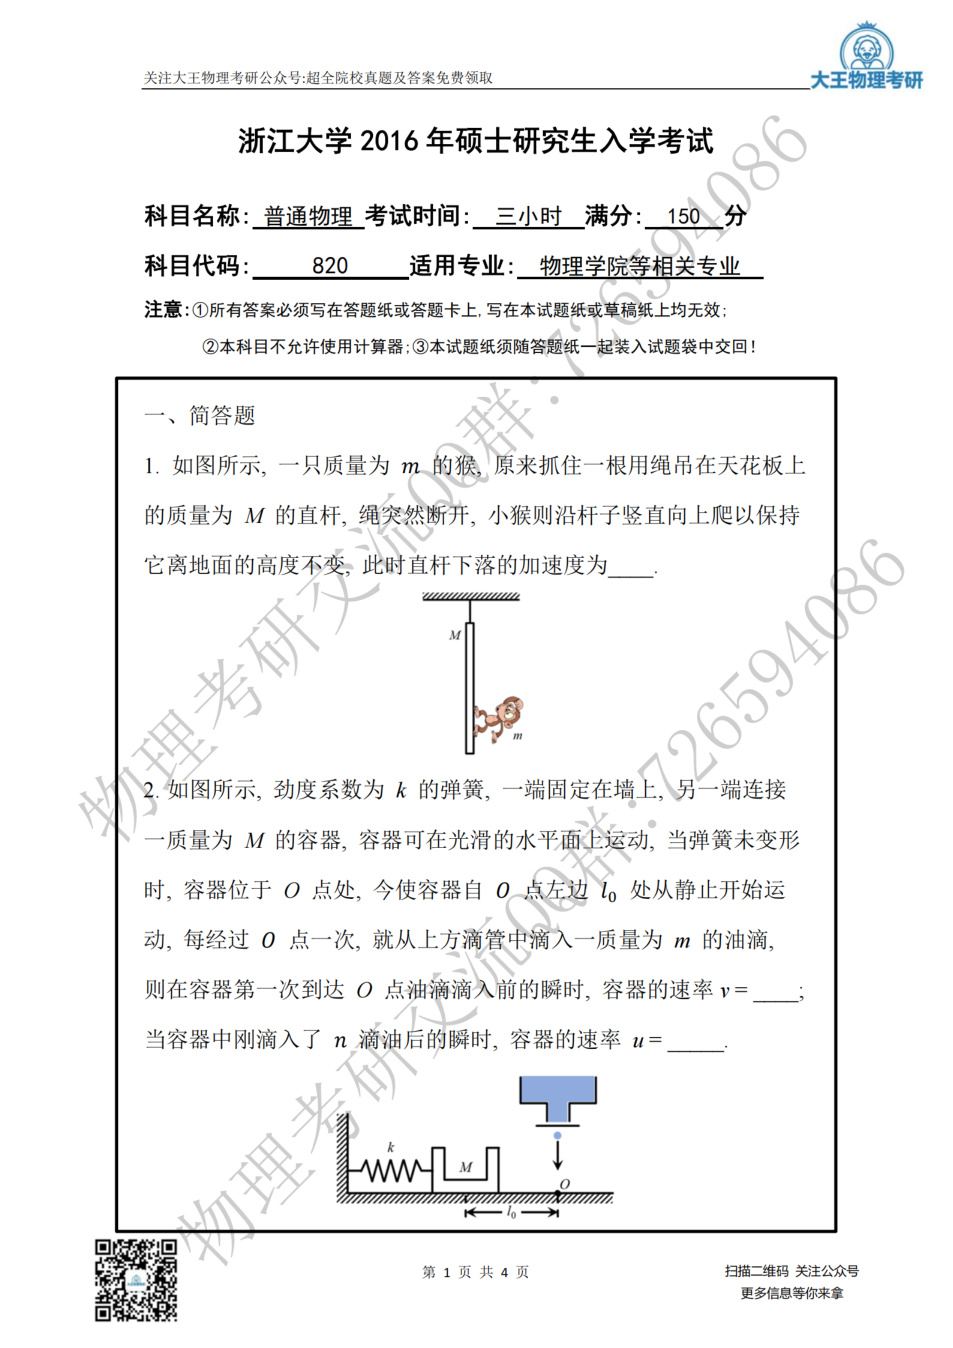 关注大王物理考研公众号:超全院校真题及答案免费领取
大王物理考研
浙江大学 2016 年硕士研究生入学考试
科目名称: 普通物理 考试时间: 三小时 满分: 150 分
科目代码: 820 适用专业: 物理学院等相关专业
注意:①所有答案必须写在答题纸或答题卡上,写在本试题纸或草稿纸上均无效;
②本科目不允许使用计算器;③本试题纸须随答题纸一起装入试题袋中交回!
一、简答题
1. 如图所示, 一只质量为 m 的猴, 原来抓住一根用绳吊在天花板上
的质量为 M 的直杆, 绳突然断开, 小猴则沿杆子竖直向上爬以保持
它离地面的高度不变, 此时直杆下落的加速度为____.
M
m
2. 如图所示, 劲度系数为 k 的弹簧, 一端固定在墙上, 另一端连接
一质量为 M 的容器, 容器可在光滑的水平面上运动, 当弹簧未变形
时, 容器位于 O 点处, 今使容器自 O 点左边 l₀ 处从静止开始运
动, 每经过 O 点一次, 就从上方滴管中滴入一质量为 m 的油滴,
则在容器第一次到达 O 点油滴滴入前的瞬时, 容器的速率 v = ____;
当容器中刚滴入了 n 滴油后的瞬时, 容器的速率 u = _____.
k
M
O
l₀
物理考研交流QQ群:726594086
物理考研交流QQ群:726594086
大王物理考研
第 1 页 共 4 页
扫描二维码 关注公众号
更多信息等你来拿